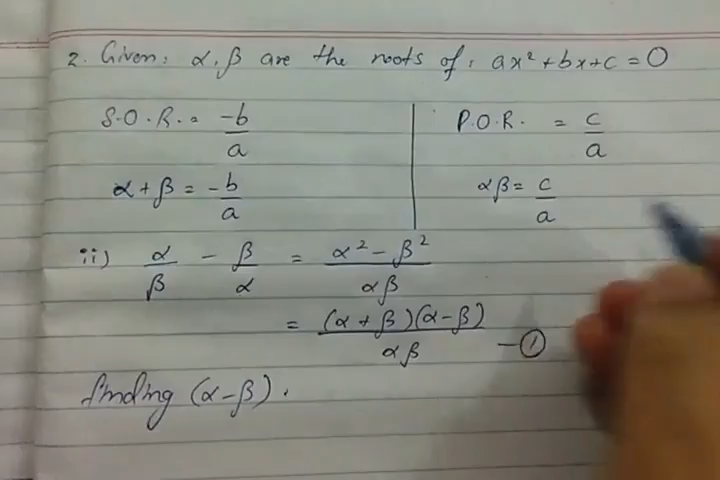 2. Given: α, β are the roots of: ax² + bx + c = 0
S.O.R. = -b/a
P.O.R. = c/a
α + β = -b/a
αβ = c/a
ii) α/β - β/α = (α² - β²)/(αβ)
= (α + β)(α - β)/(αβ) —①
finding (α-β).